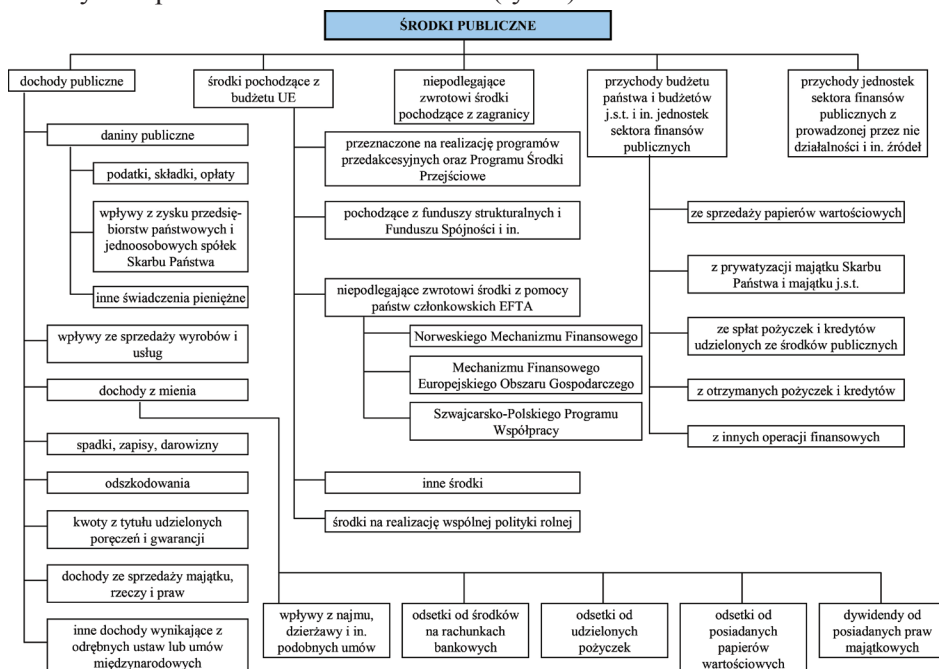 ŚRODKI PUBLICZNE
dochody publiczne
środki pochodzące z
budżetu UE
niepodlegające
zwrotowi środki
pochodzące z zagranicy
przychody budżetu
państwa i budżetów
j.s.t. i in. jednostek
sektora finansów
publicznych
przychody jednostek
sektora finansów
publicznych z
prowadzonej przez nie
działalności i in. źródeł
daniny publiczne
podatki, składki, opłaty
wpływy z zysku przedsię-
biorstw państwowych i
jednoosobowych spółek
Skarbu Państwa
inne świadczenia pieniężne
wpływy ze sprzedaży wyrobów i
usług
dochody z mienia
spadki, zapisy, darowizny
odszkodowania
kwoty z tytułu udzielonych
poręczeń i gwarancji
dochody ze sprzedaży majątku,
rzeczy i praw
inne dochody wynikające z
odrębnych ustaw lub umów
międzynarodowych
przeznaczone na realizację programów
przedakcesyjnych oraz Programu Środki
Przejściowe
pochodzące z funduszy strukturalnych i
Funduszu Spójności i in.
niepodlegające zwrotowi środki z pomocy
państw członkowskich EFTA
Norweskiego Mechanizmu Finansowego
Mechanizmu Finansowego
Europejskiego Obszaru Gospodarczego
Szwajcarsko-Polskiego Programu
Współpracy
inne środki
środki na realizację wspólnej polityki rolnej
ze sprzedaży papierów wartościowych
z prywatyzacji majątku Skarbu
Państwa i majątku j.s.t.
ze spłat pożyczek i kredytów
udzielonych ze środków publicznych
z otrzymanych pożyczek i kredytów
z innych operacji finansowych
wpływy z najmu,
dzierżawy i in.
podobnych umów
odsetki od środków
na rachunkach
bankowych
odsetki od
udzielonych
pożyczek
odsetki od
posiadanych
papierów
wartościowych
dywidendy od
posiadanych praw
majątkowych